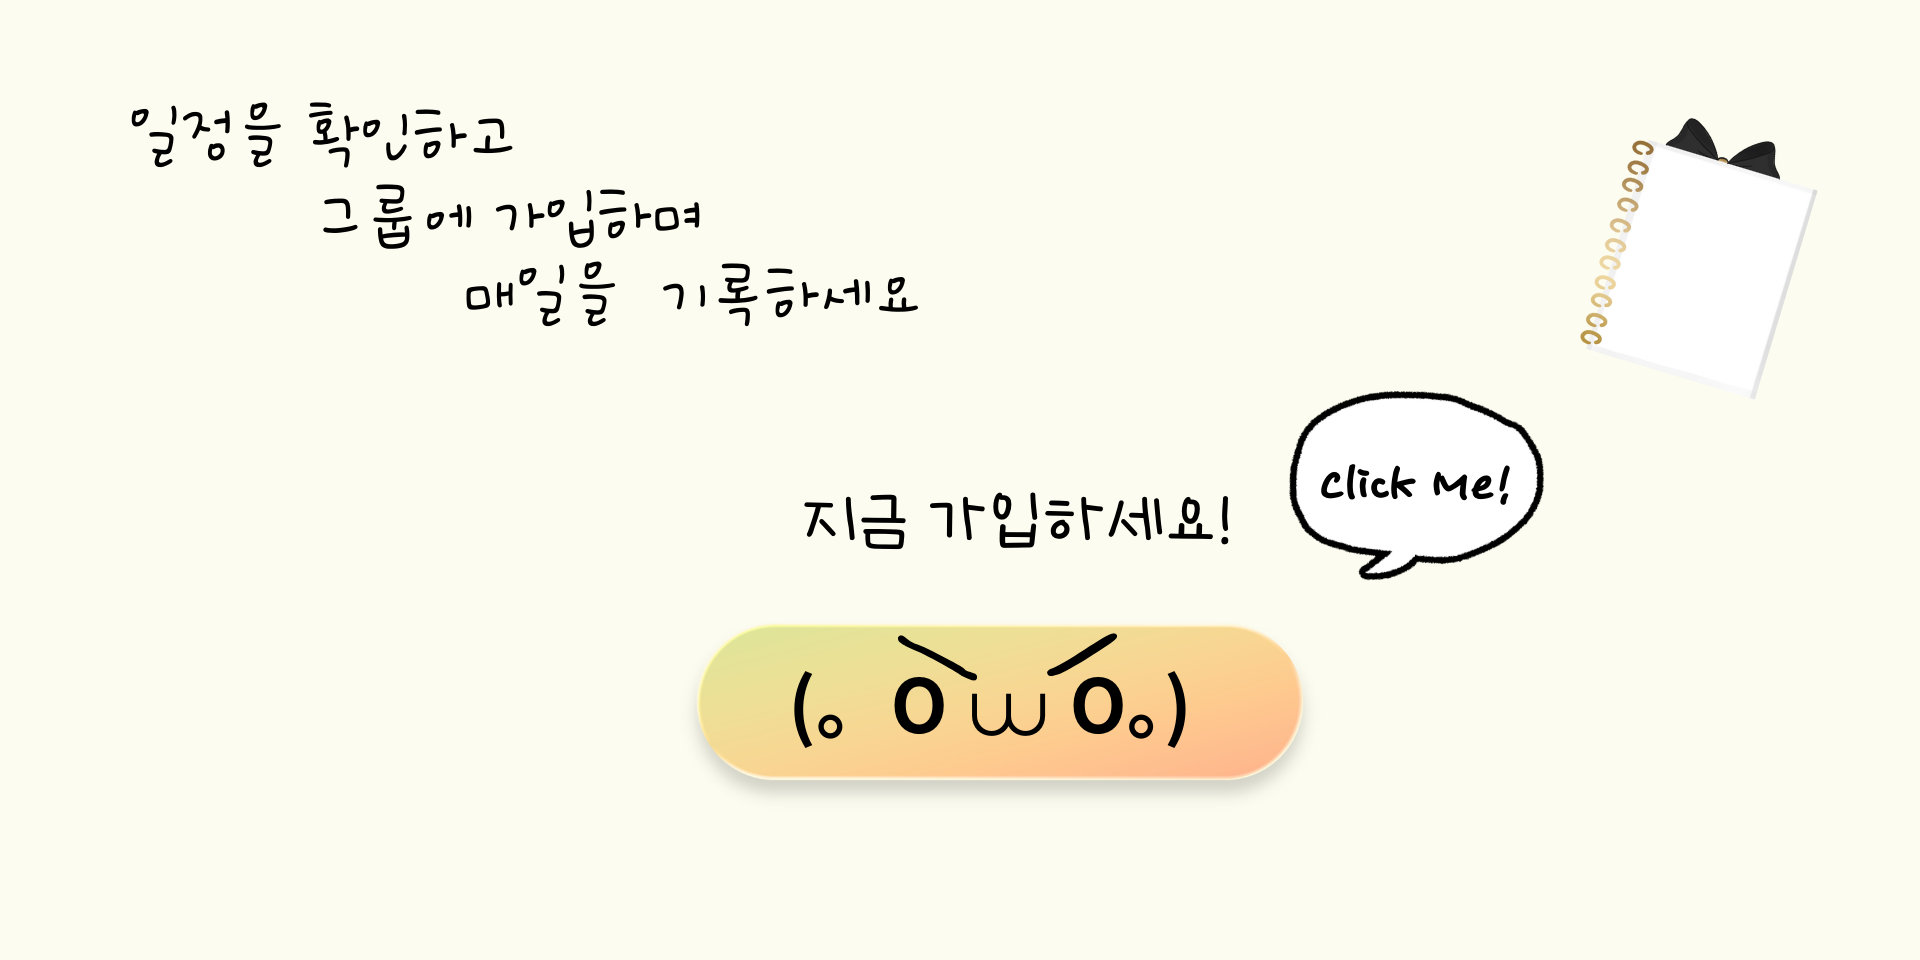 일정을 확인하고
그룹에 가입하며
매일을 기록하세요
지금 가입하세요!
Click Me!
(。OωO。)